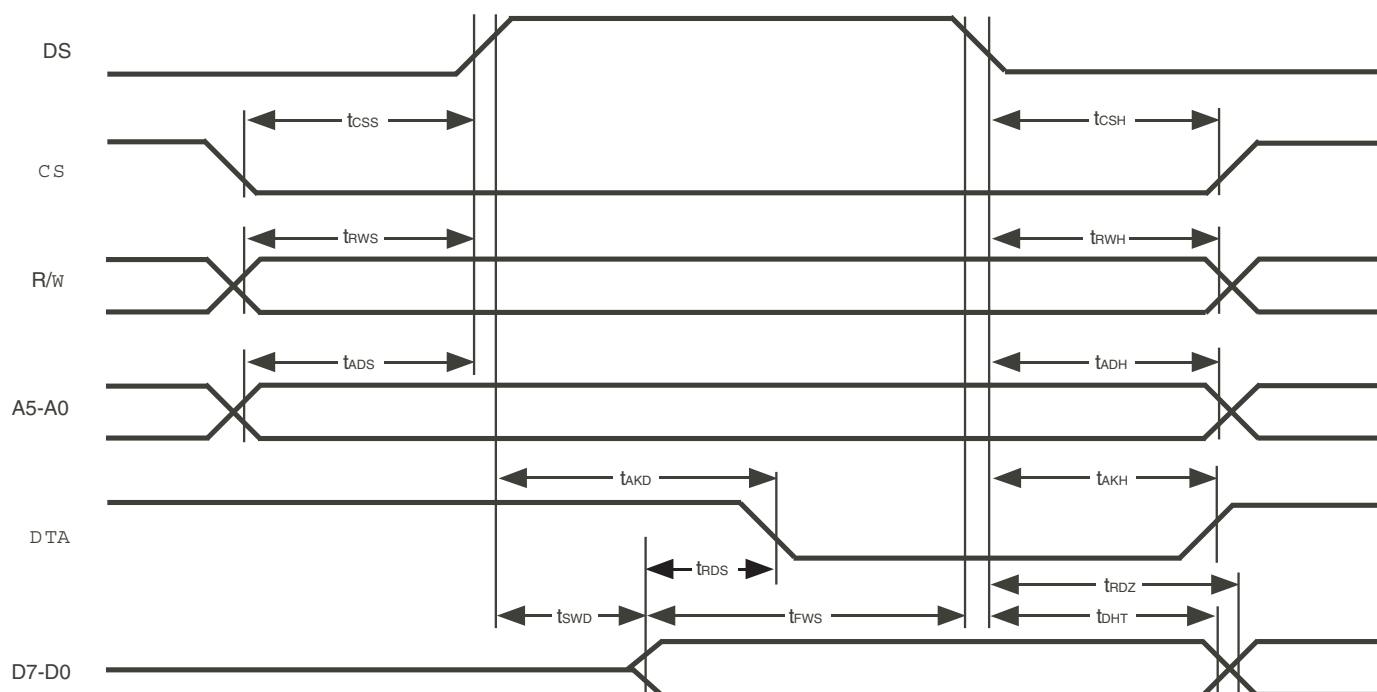 DS
tCSS
tCSH
CS
tRWS
tRWH
R/W
tADS
tADH
A5-A0
tAKD
tAKH
DTA
tRDS
tRDZ
tSWD
tFWS
tDHT
D7-D0